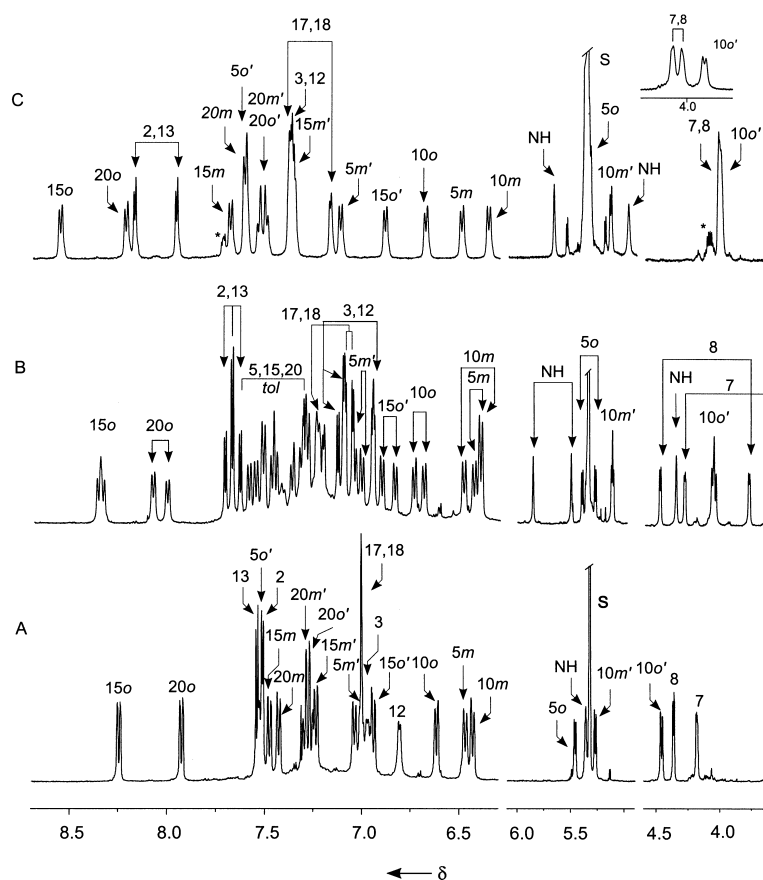 7,8
10o'
4.0
17,18
S
5o'
3,12
20m'
C
20m
20o'
15m'
5o
2,13
7,8
10o'
NH
15m
5m'
10m'
NH
15o
20o
15o'
10o
5m
10m
*
*
2,13
17,18
3,12
B
5,15,20
tol
5m'
10m
5m
NH
5o
8
NH
7
15o
20o
15o'
10o
10m'
10o'
17,18
S
5o'
13
2
20m'
A
15m
20o'
3
15m'
5m'
15o'
10o
5m
NH
10m'
10o'
8
20m
12
10m
5o
7
15o
20o
8.5
8.0
7.5
7.0
6.5
6.0
5.5
4.5
4.0
δ